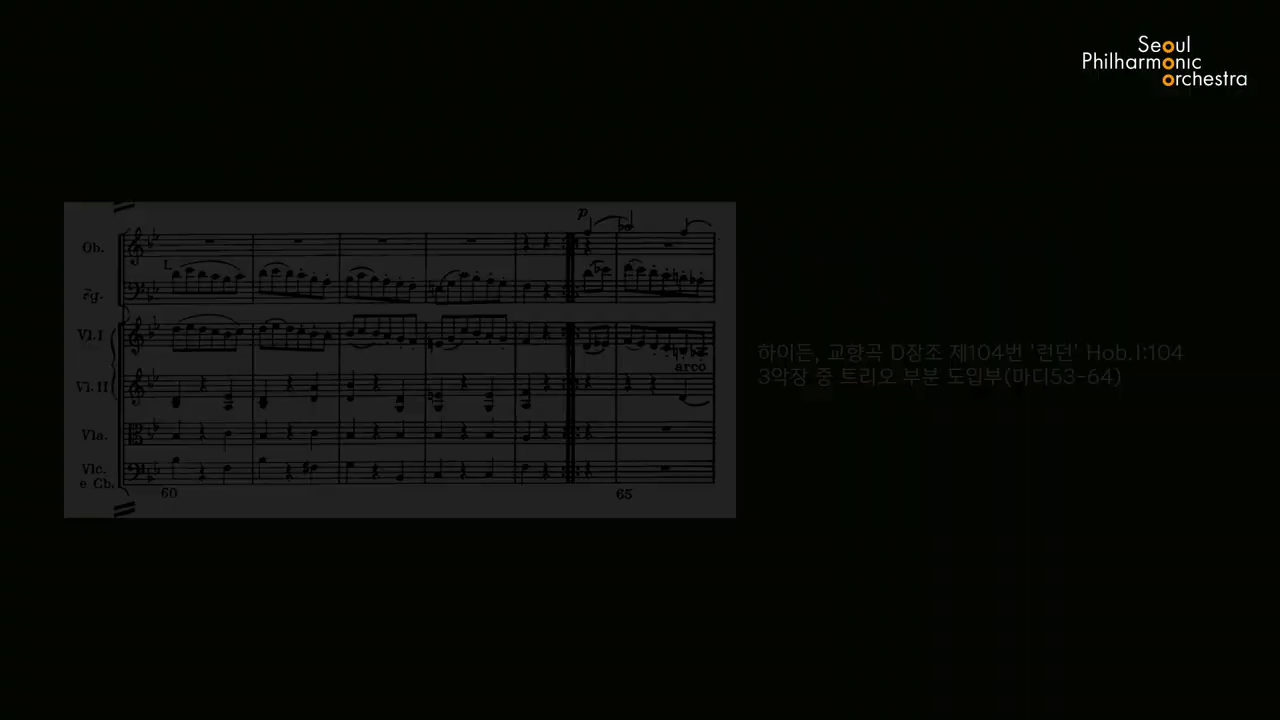 Seoul
Philharmonic
orchestra
p
Ob.
Fg.
Vl.I
Vl.II
arco
Vla.
Vlc.
e Cb.
60
65
하이든, 교향곡 D장조 제104번 '런던' Hob.I:104
3악장 중 트리오 부분 도입부(마디53-64)